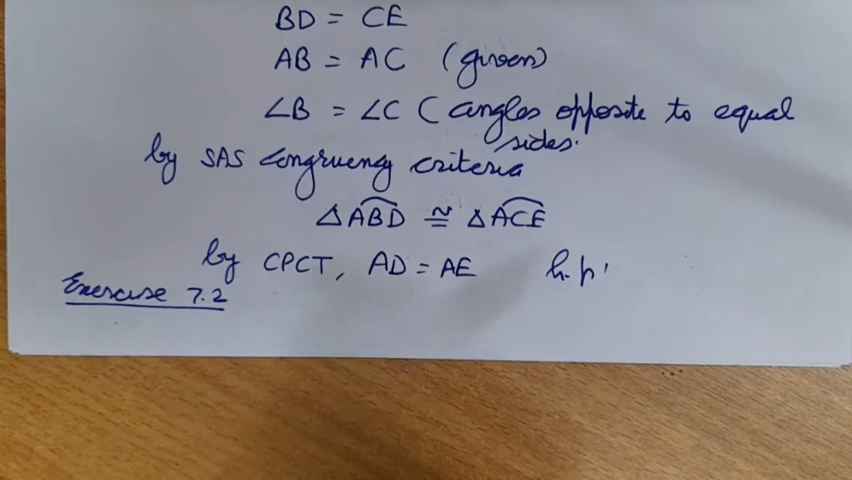 BD = CE
AB = AC (given)
∠B = ∠C (angles opposite to equal
sides.
by SAS congruency criteria
△ABD ≅ △ACE
by CPCT, AD = AE h.p.
Exercise 7.2